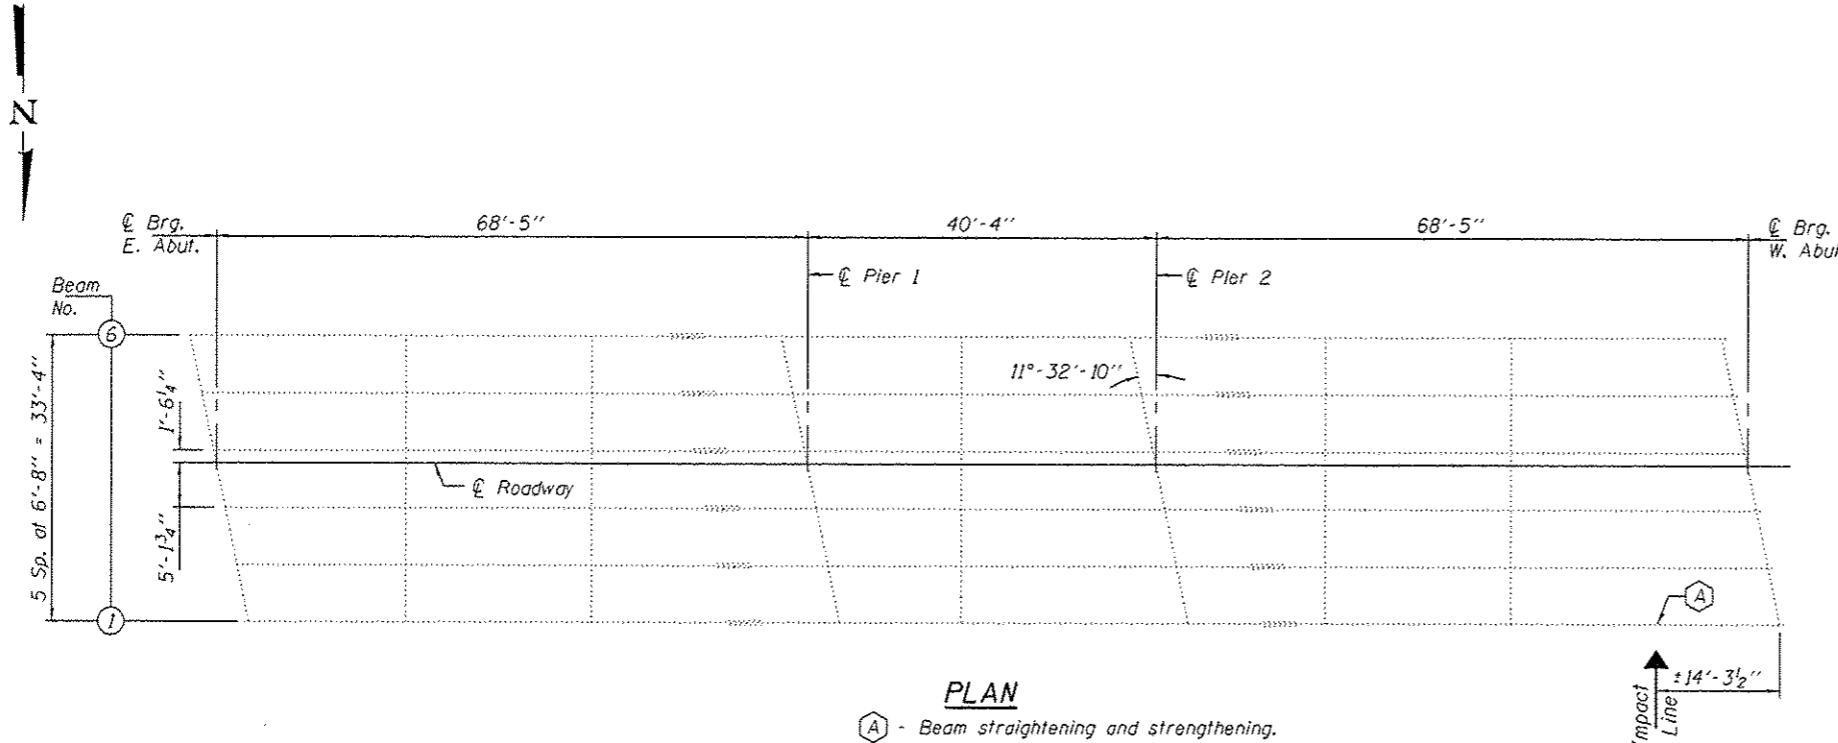 N
℄ Brg.
E. Abut.
68'-5"
40'-4"
68'-5"
℄ Brg.
W. Abut
℄ Pier 1
℄ Pier 2
Beam
No.
6
11°-32'-10"
1'-6¼"
5 Sp. at 6'-8" = 33'-4"
℄ Roadway
5'-1¾"
1
A
±14'-3½"
Impact
Line
PLAN
A - Beam straightening and strengthening.